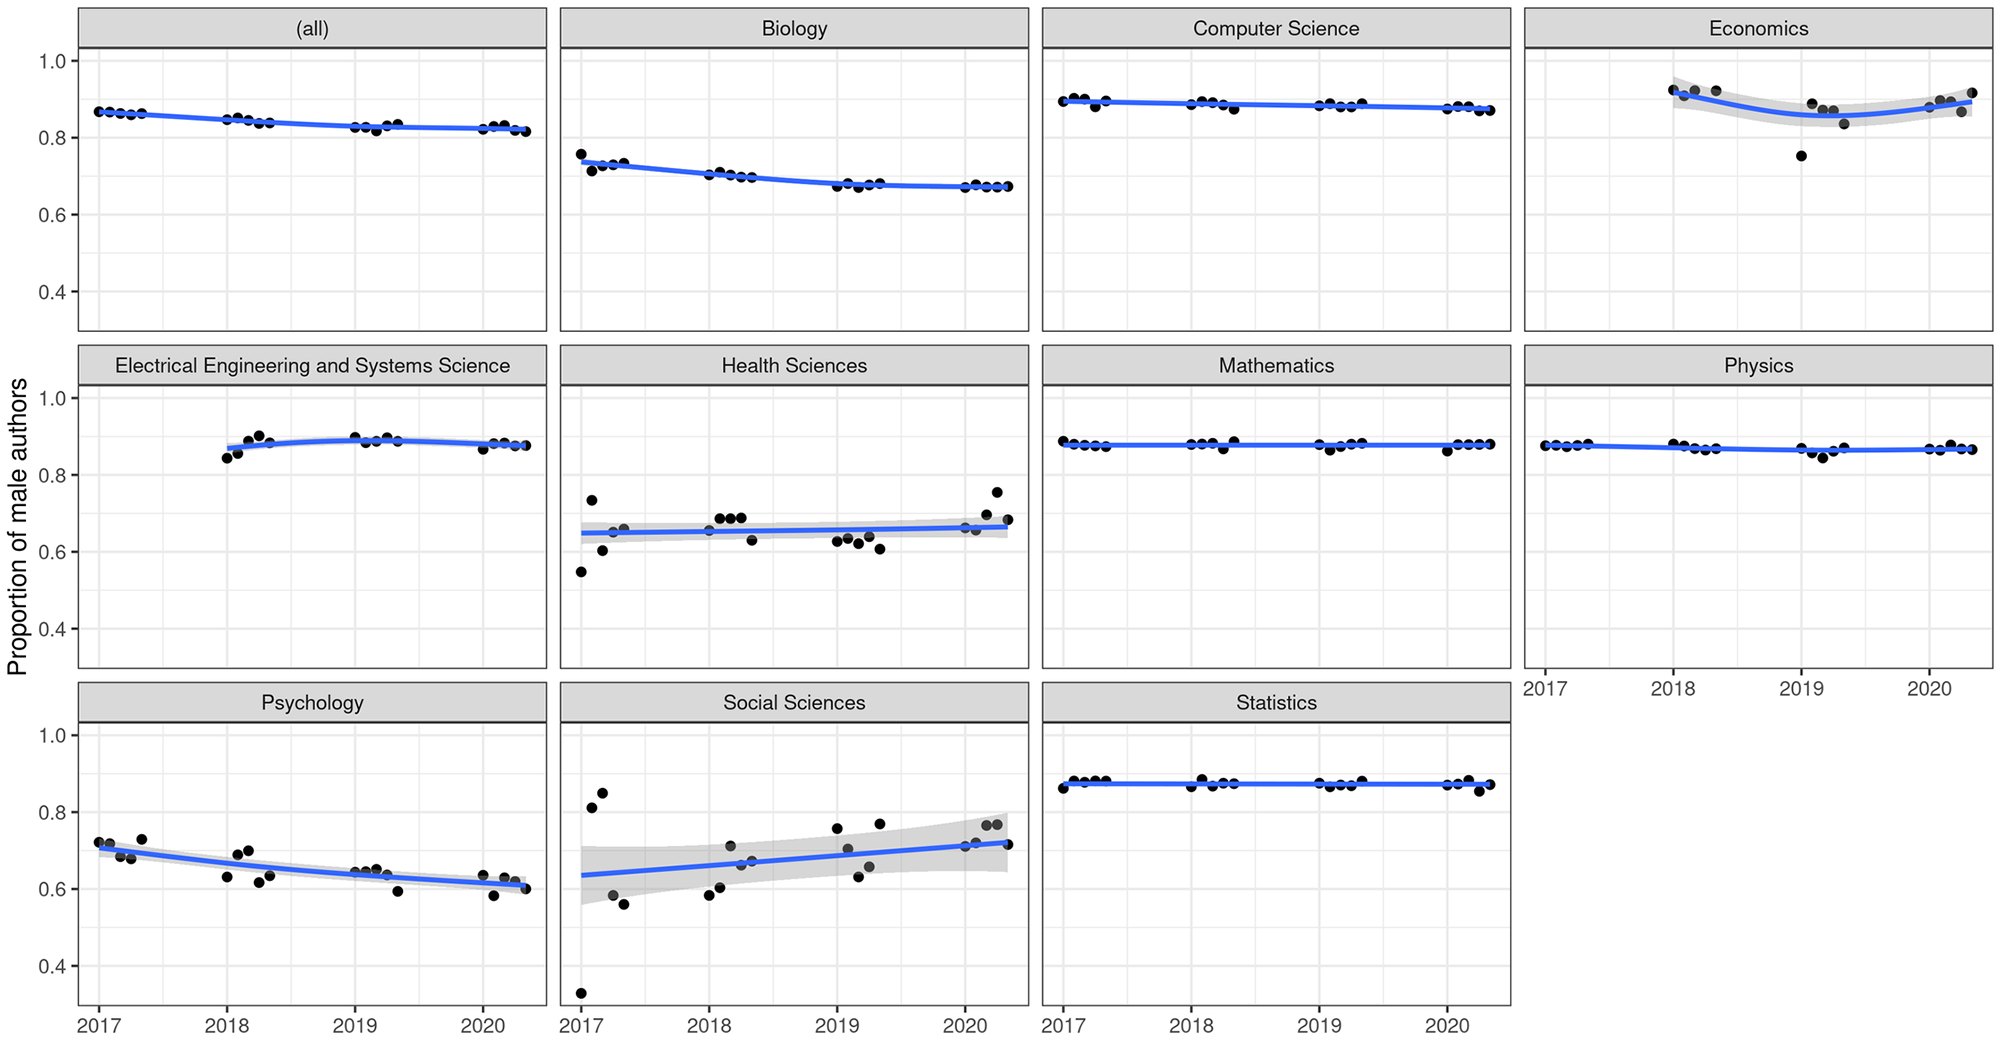 (all)
Biology
Computer Science
Economics
1.0
0.8
0.6
0.4
Electrical Engineering and Systems Science
Health Sciences
Mathematics
Physics
1.0
0.8
0.6
0.4
2017 2018 2019 2020
Psychology
Social Sciences
Statistics
1.0
0.8
0.6
0.4
2017 2018 2019 2020
2017 2018 2019 2020
2017 2018 2019 2020
Proportion of male authors